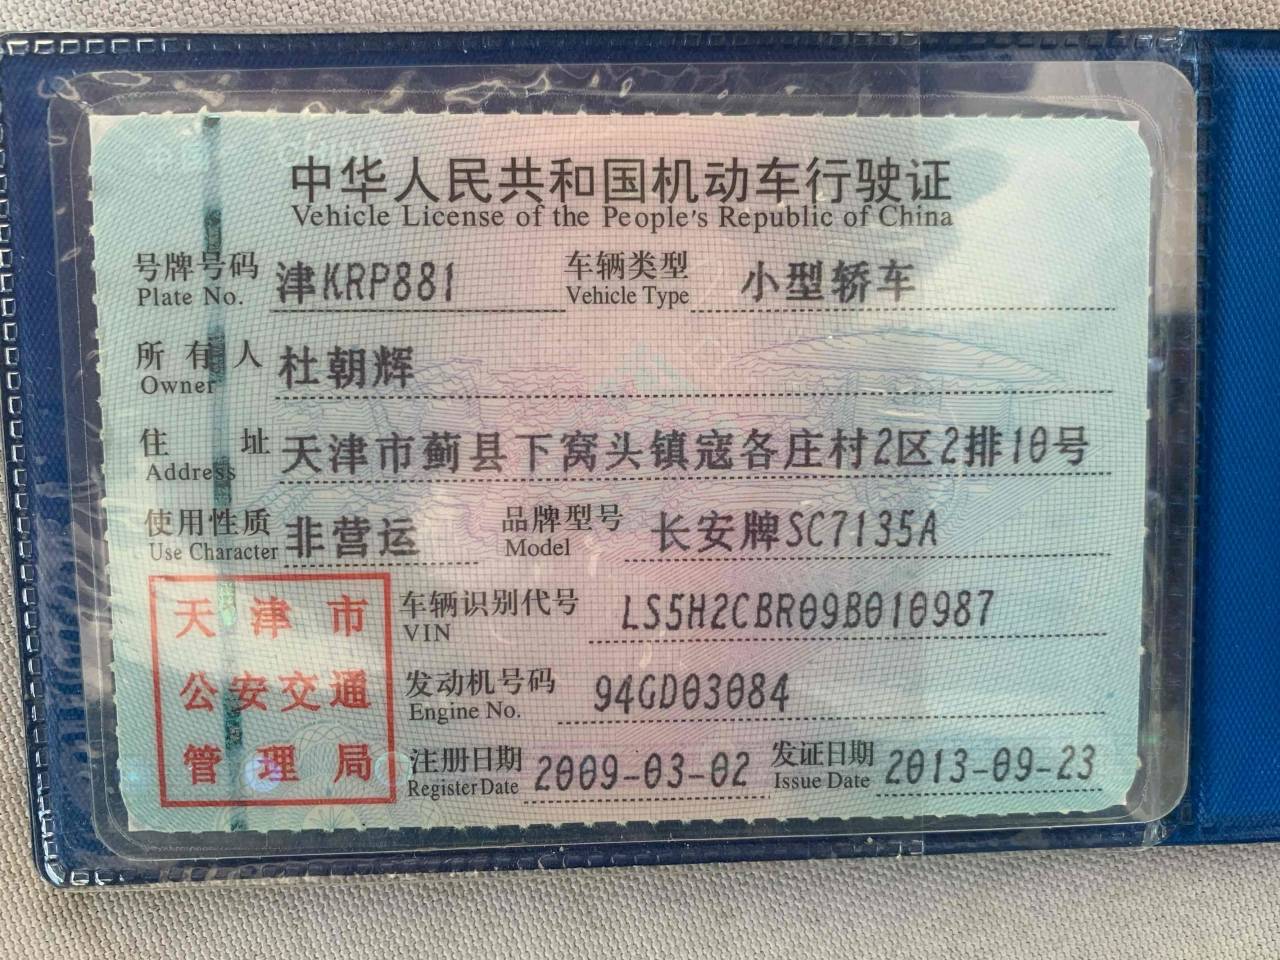 中华人民共和国机动车行驶证
Vehicle License of the People's Republic of China
号牌号码 津KRP881 车辆类型 小型轿车
Plate No. Vehicle Type
所有人 杜朝辉
Owner
住址 天津市蓟县下窝头镇寇各庄村2区2排10号
Address
使用性质 非营运 品牌型号 长安牌SC7135A
Use Character Model
天津市
公安交通
管理局
车辆识别代号 LS5H2CBR09B010987
VIN
发动机号码 94GD03084
Engine No.
注册日期 2009-03-02 发证日期 2013-09-23
Register Date Issue Date